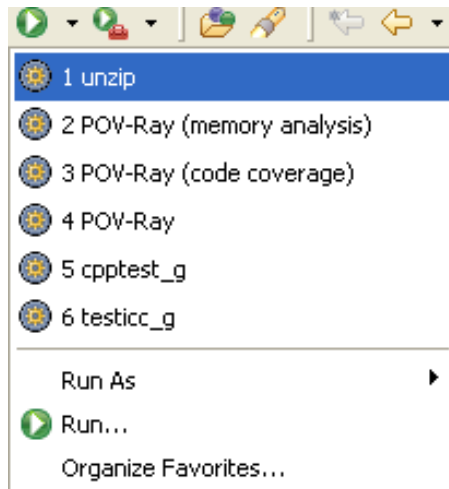 1 unzip
2 POV-Ray (memory analysis)
3 POV-Ray (code coverage)
4 POV-Ray
5 cpptest_g
6 testicc_g
Run As
Run...
Organize Favorites...